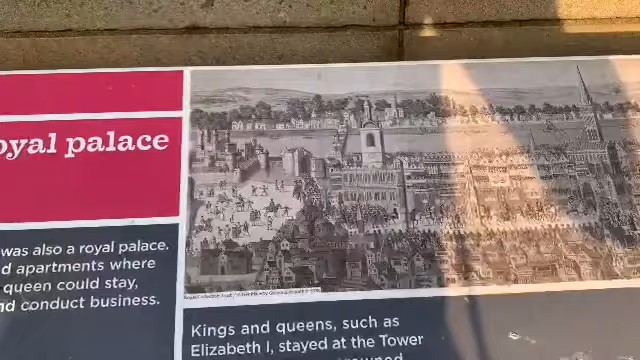 oyal palace
was also a royal palace.
d apartments where
queen could stay,
nd conduct business.
Kings and queens, such as
Elizabeth I, stayed at the Tower
crowned